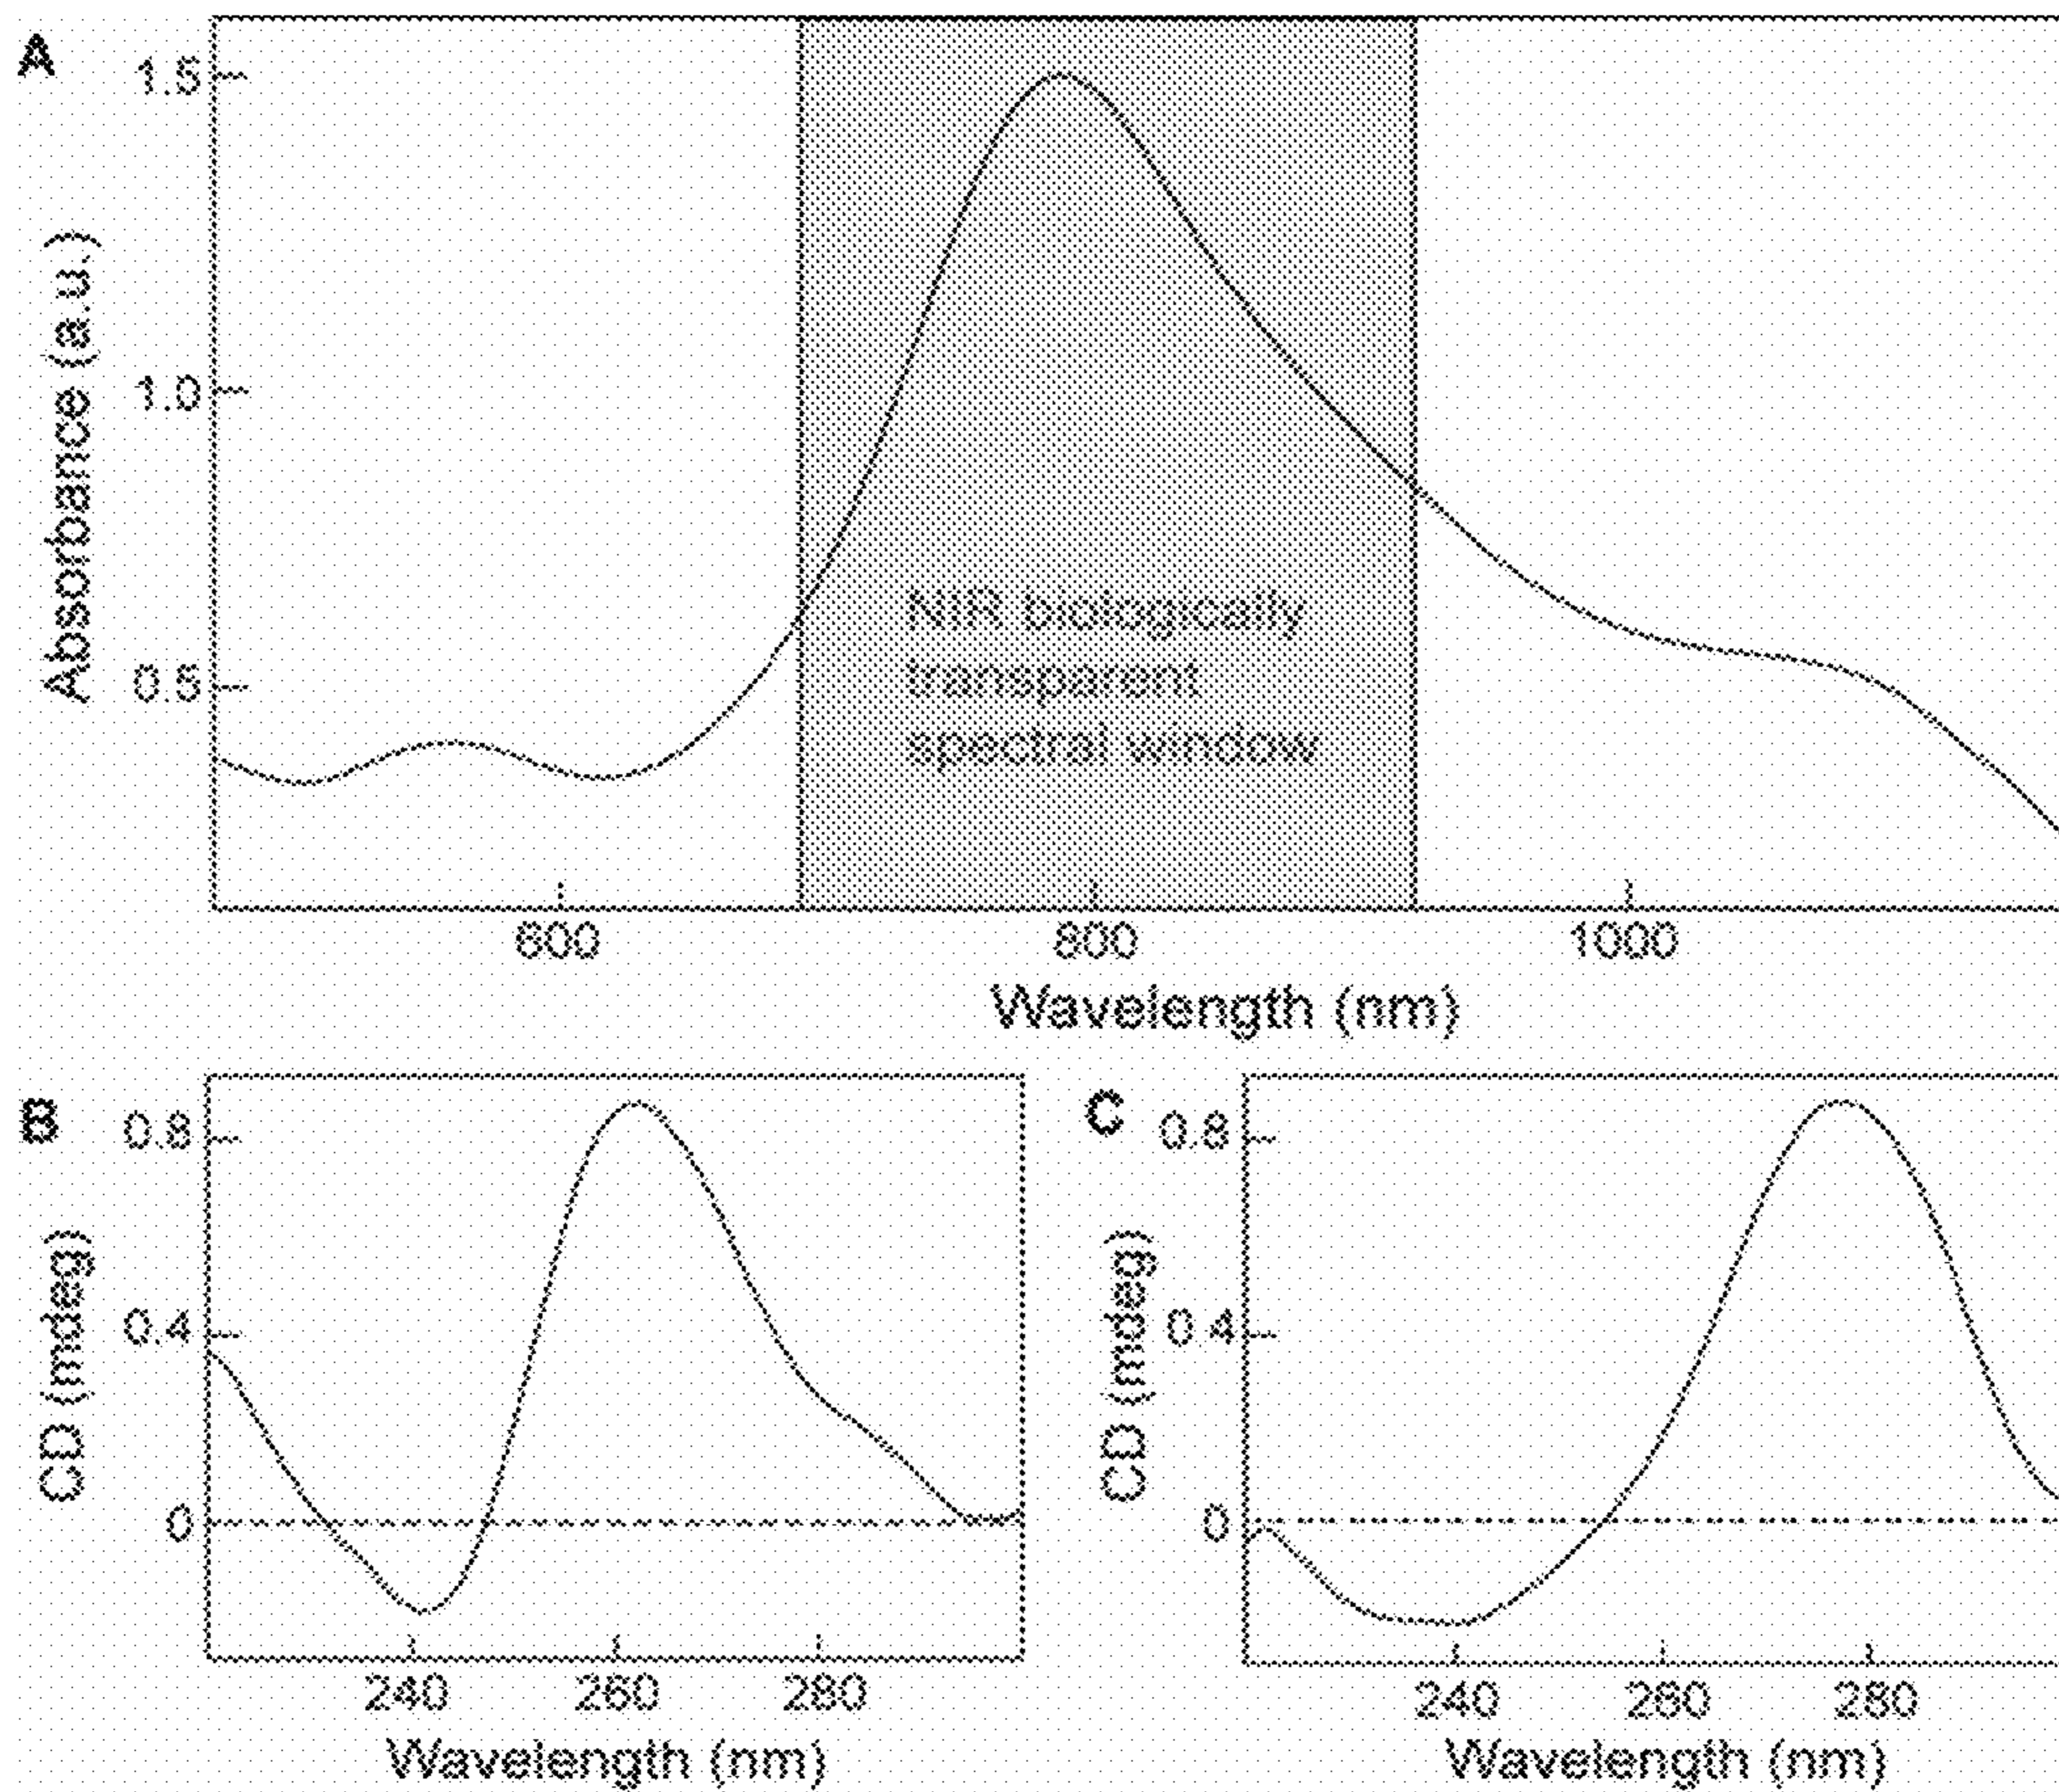 A
1.5
1.0
0.5
Absorbance (a.u.)
NIR biologically
transparent
spectral window
600
800
1000
Wavelength (nm)
B
0.8
0.4
0
CD (mdeg)
240
260
280
Wavelength (nm)
C
0.8
0.4
0
CD (mdeg)
240
260
280
Wavelength (nm)